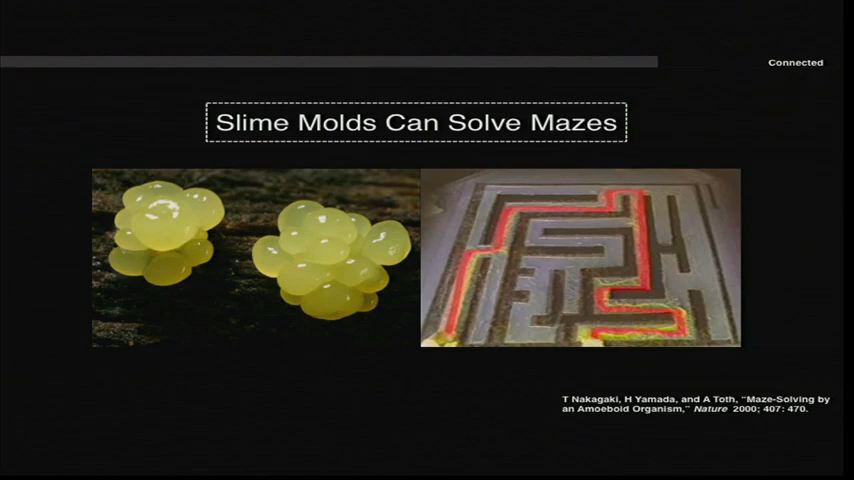 Connected
Slime Molds Can Solve Mazes
T Nakagaki, H Yamada, and A Toth, "Maze-Solving by
an Amoeboid Organism," Nature 2000; 407: 470.